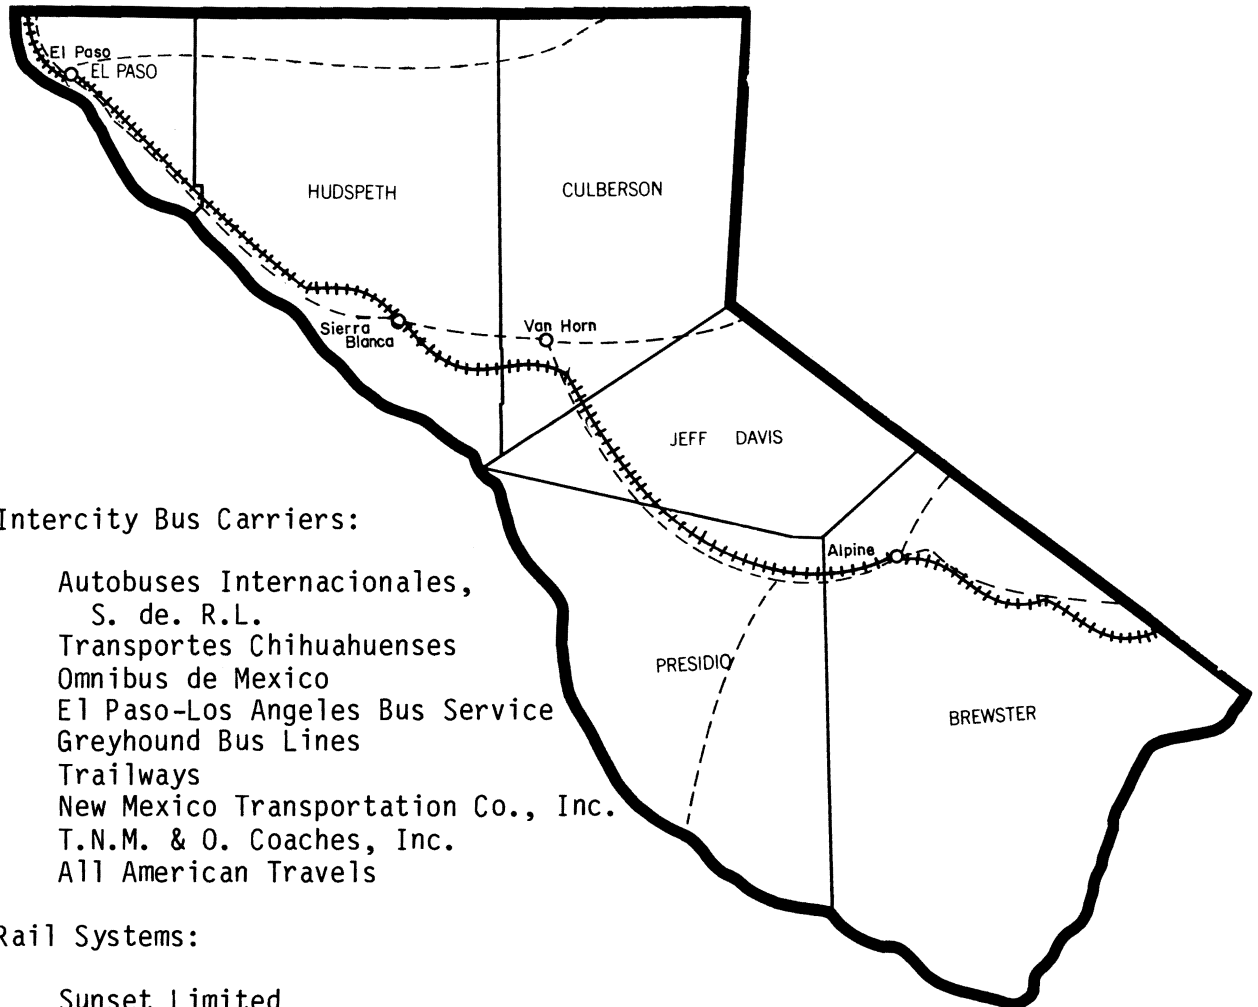 El Paso
EL PASO
HUDSPETH
CULBERSON
Sierra
Blanca
Van Horn
JEFF DAVIS
Alpine
PRESIDIO
BREWSTER
Intercity Bus Carriers:
Autobuses Internacionales,
S. de. R.L.
Transportes Chihuahuenses
Omnibus de Mexico
El Paso-Los Angeles Bus Service
Greyhound Bus Lines
Trailways
New Mexico Transportation Co., Inc.
T.N.M. & O. Coaches, Inc.
All American Travels
Rail Systems:
Sunset Limited